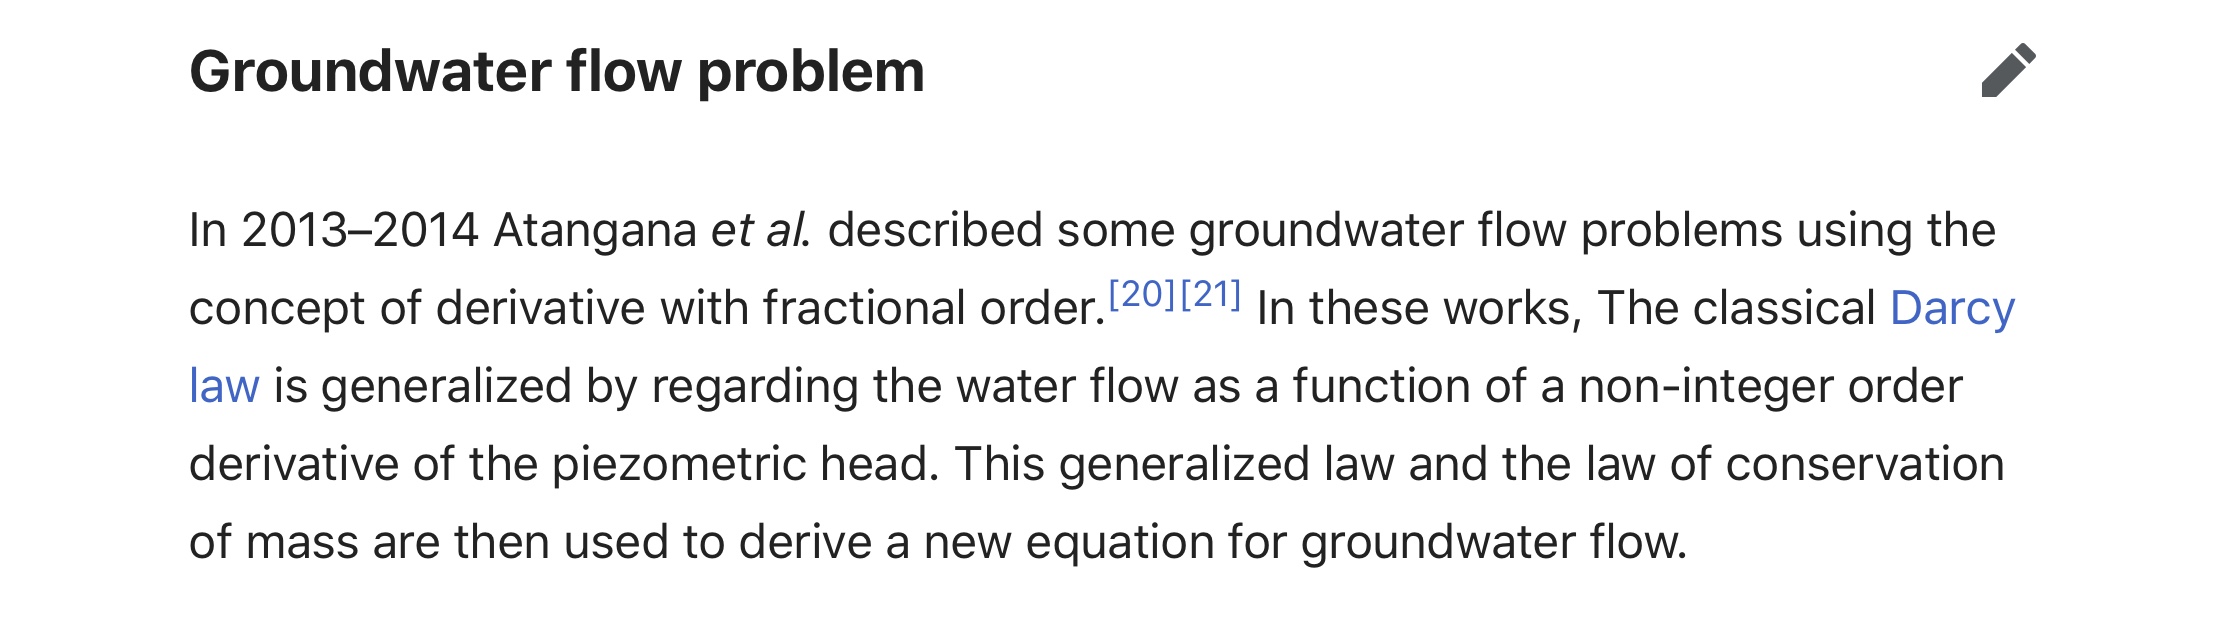 Groundwater flow problem
In 2013–2014 Atangana et al. described some groundwater flow problems using the
concept of derivative with fractional order.[20][21] In these works, The classical Darcy
law is generalized by regarding the water flow as a function of a non-integer order
derivative of the piezometric head. This generalized law and the law of conservation
of mass are then used to derive a new equation for groundwater flow.